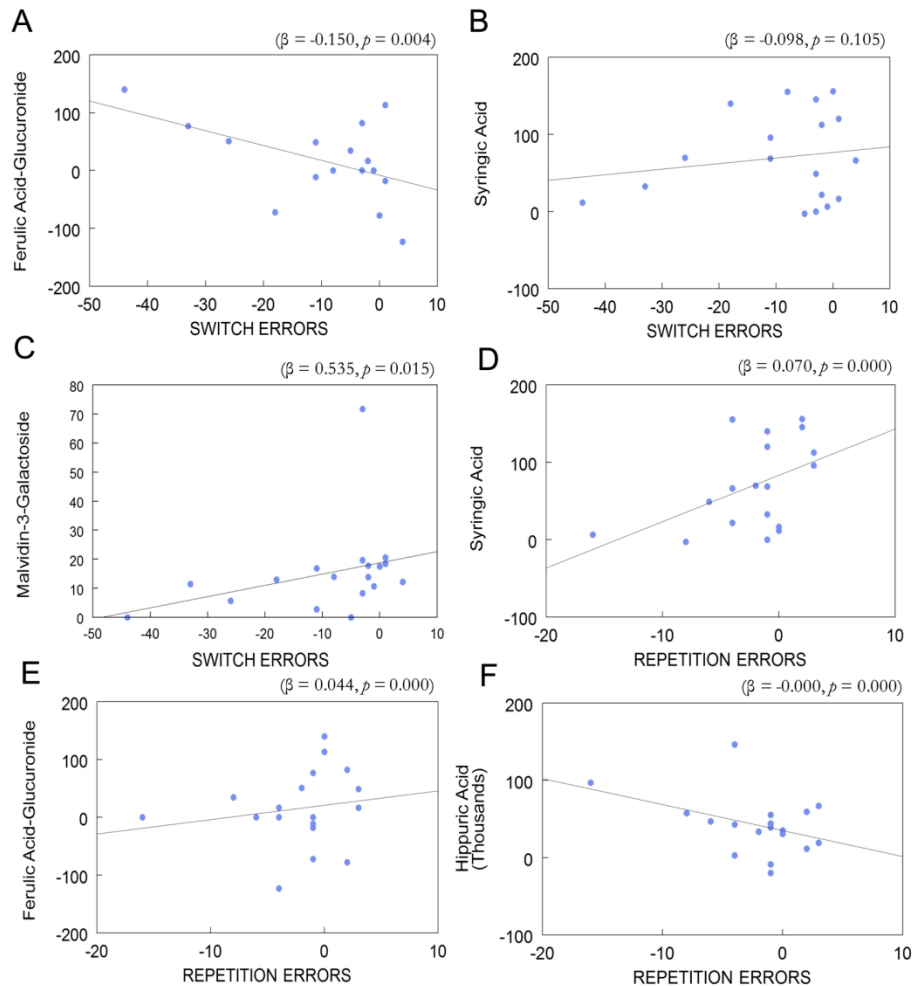 A
(β = -0.150, p = 0.004)
Ferulic Acid-Glucuronide
200
100
0
-100
-200
-50 -40 -30 -20 -10 0 10
SWITCH ERRORS
B
(β = -0.098, p = 0.105)
Syringic Acid
200
100
0
-100
-50 -40 -30 -20 -10 0 10
SWITCH ERRORS
C
(β = 0.535, p = 0.015)
Malvidin-3-Galactoside
80
70
60
50
40
30
20
10
0
-50 -40 -30 -20 -10 0 10
SWITCH ERRORS
D
(β = 0.070, p = 0.000)
Syringic Acid
200
100
0
-100
-20 -10 0 10
REPETITION ERRORS
E
(β = 0.044, p = 0.000)
Ferulic Acid-Glucuronide
200
100
0
-100
-200
-20 -10 0 10
REPETITION ERRORS
F
(β = -0.000, p = 0.000)
Hippuric Acid
(Thousands)
200
100
0
-100
-20 -10 0 10
REPETITION ERRORS